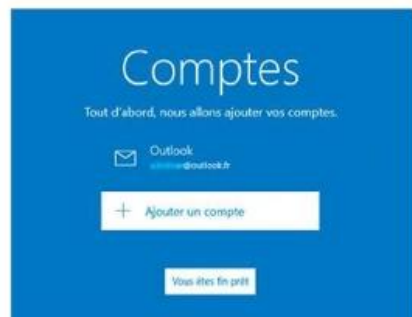 Comptes
Tout d'abord, nous allons ajouter vos comptes.
Outlook
@outlook.fr
Ajouter un compte
Vous êtes fin prêt